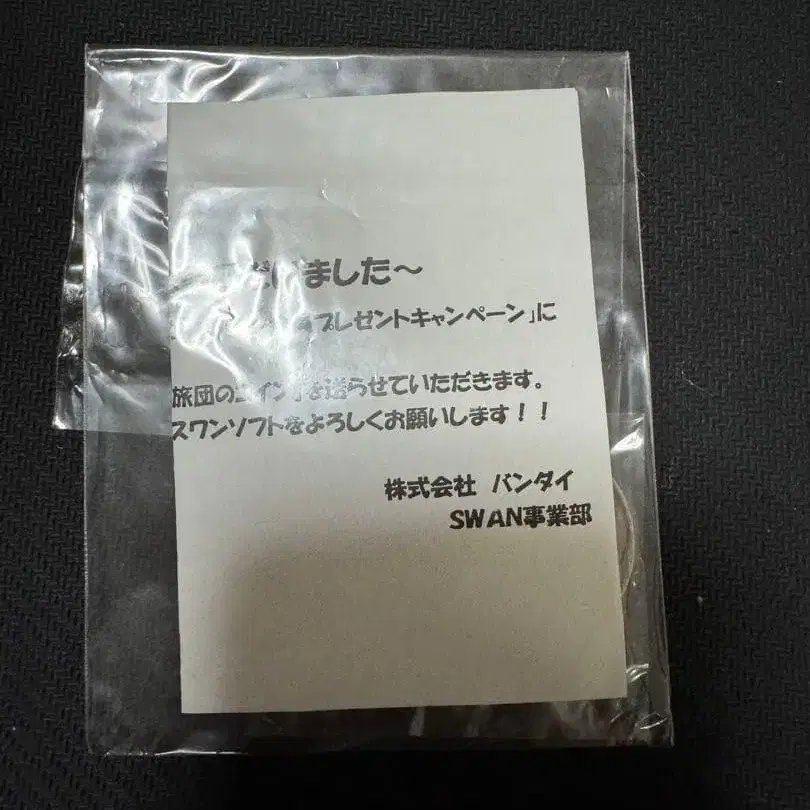 ました〜
プレゼントキャンペーン」に
旅団のコイン」を送らせていただきます。
スワンソフトをよろしくお願いします！！
株式会社 バンダイ
SWAN事業部